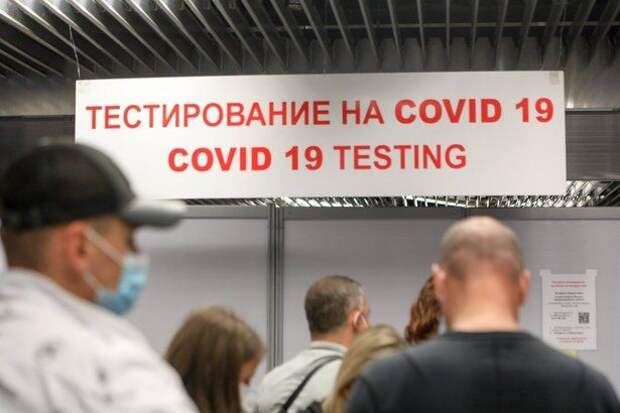 ТЕСТИРОВАНИЕ НА COVID 19
COVID 19 TESTING